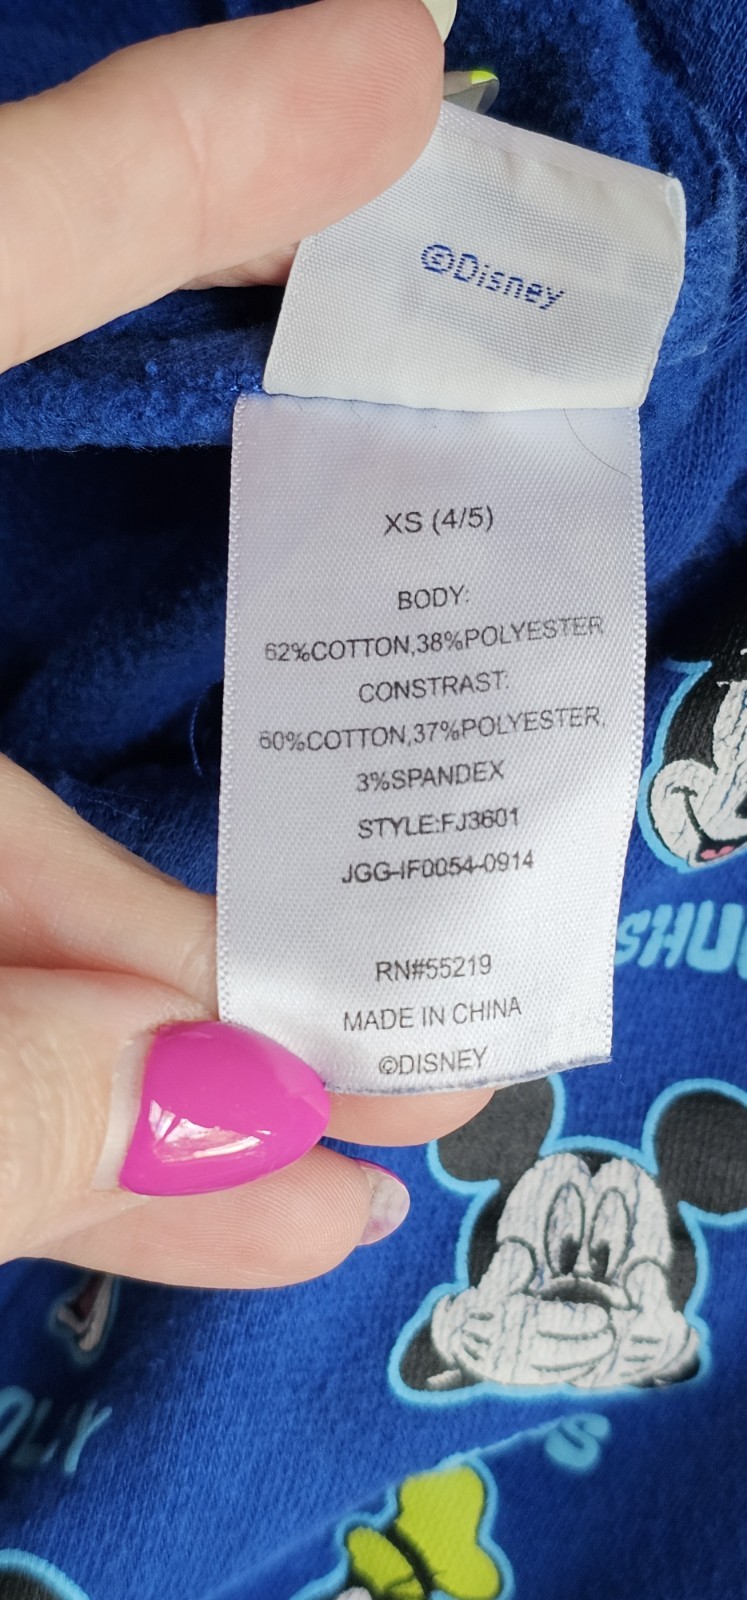 ©Disney
XS (4/5)
BODY:
62%COTTON,38%POLYESTER
CONSTRAST:
60%COTTON,37%POLYESTER,
3%SPANDEX
STYLE:FJ3601
JGG-IF0054-0914
RN#55219
MADE IN CHINA
©DISNEY